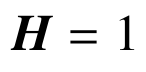 H = 1